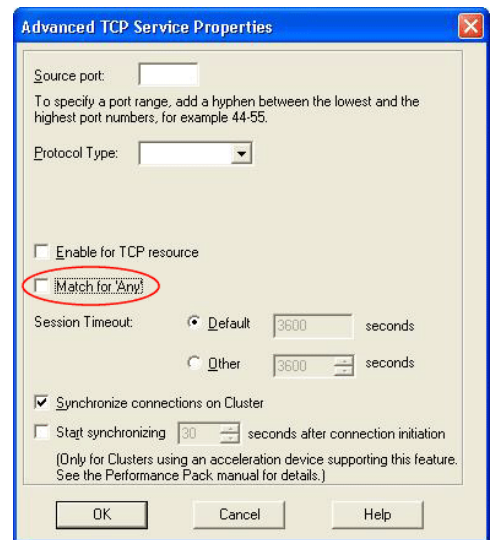 Advanced TCP Service Properties
Source port:
To specify a port range, add a hyphen between the lowest and the
highest port numbers, for example 44-55.
Protocol Type:
Enable for TCP resource
Match for 'Any'
Session Timeout: Default 3600 seconds
Other 3600 seconds
Synchronize connections on Cluster
Start synchronizing 30 seconds after connection initiation
(Only for Clusters using an acceleration device supporting this feature.
See the Performance Pack manual for details.)
OK Cancel Help